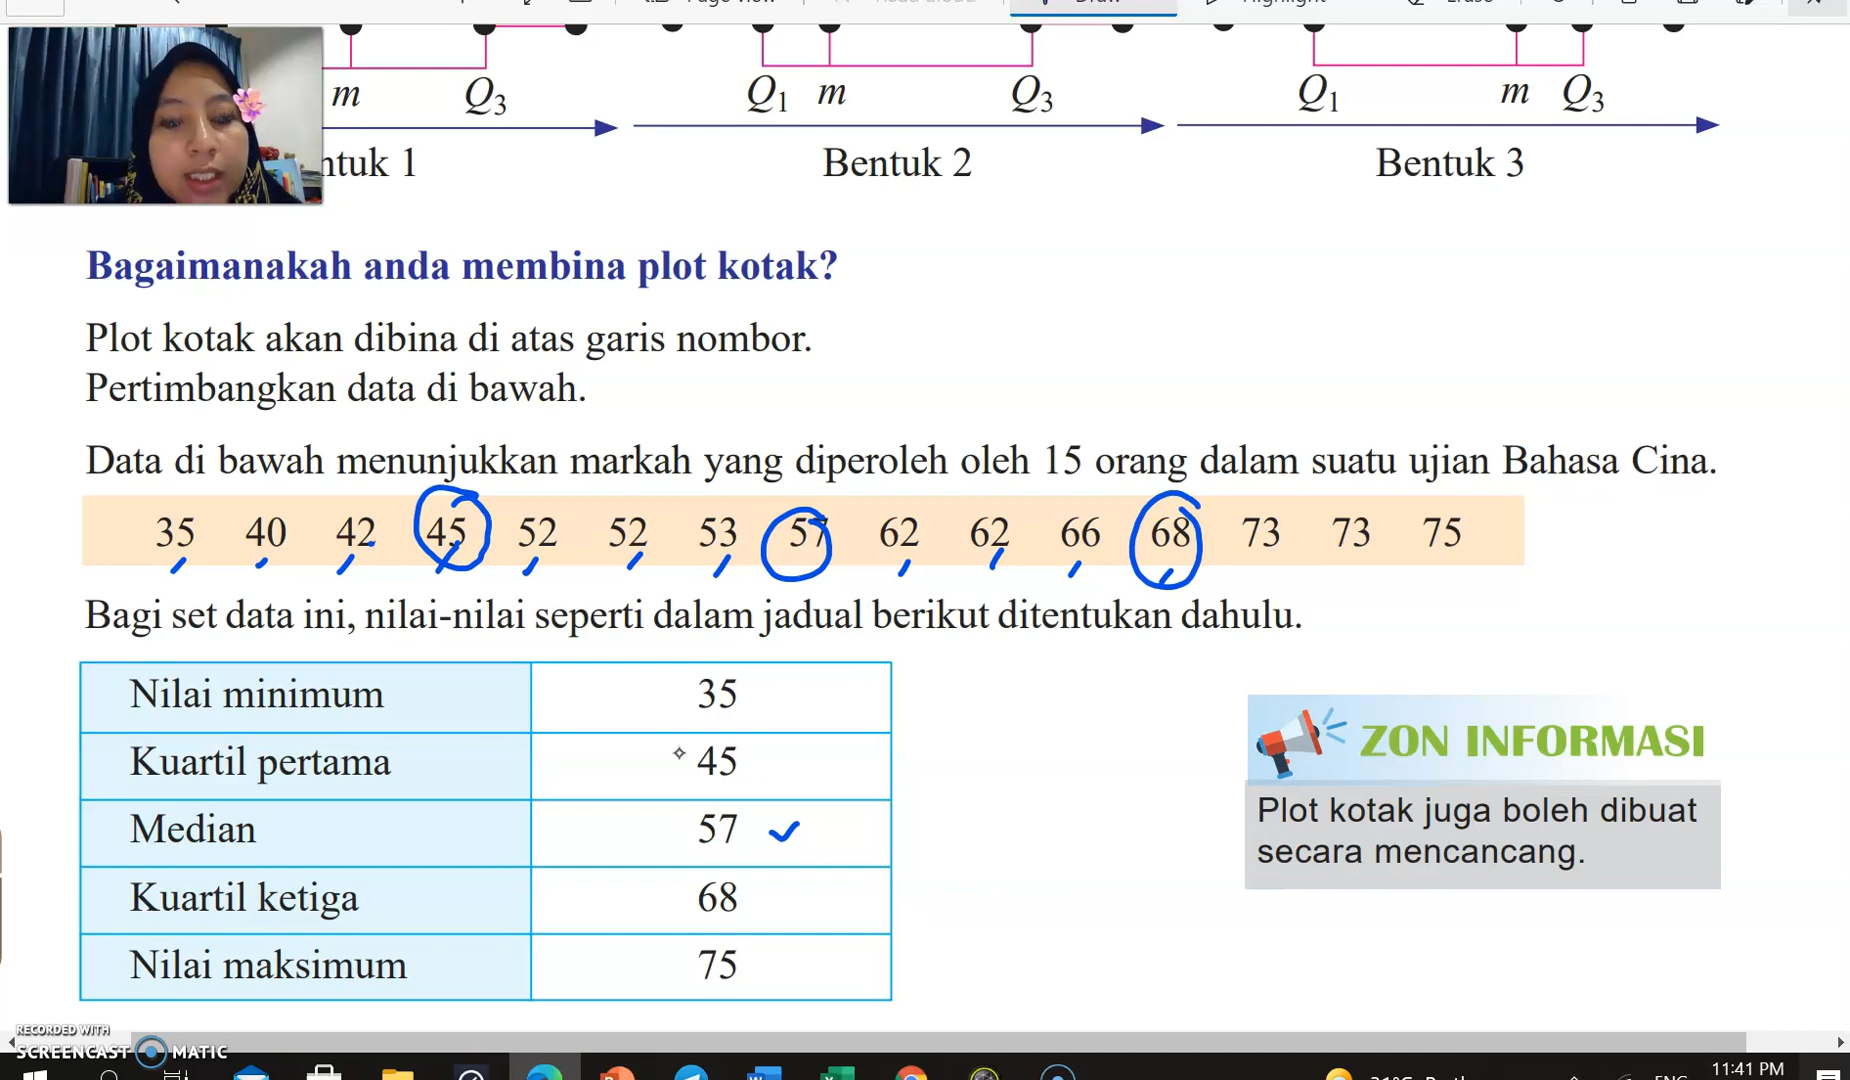 m Q3 Q1 m Q3 Q1 m Q3
ntuk 1 Bentuk 2 Bentuk 3
Bagaimanakah anda membina plot kotak?
Plot kotak akan dibina di atas garis nombor.
Pertimbangkan data di bawah.
Data di bawah menunjukkan markah yang diperoleh oleh 15 orang dalam suatu ujian Bahasa Cina.
35 40 42 45 52 52 53 57 62 62 66 68 73 73 75
Bagi set data ini, nilai-nilai seperti dalam jadual berikut ditentukan dahulu.
Nilai minimum 35
Kuartil pertama 45
Median 57
Kuartil ketiga 68
Nilai maksimum 75
ZON INFORMASI
Plot kotak juga boleh dibuat
secara mencancang.
RECORDED WITH
SCREENCAST MATIC
11:41 PM